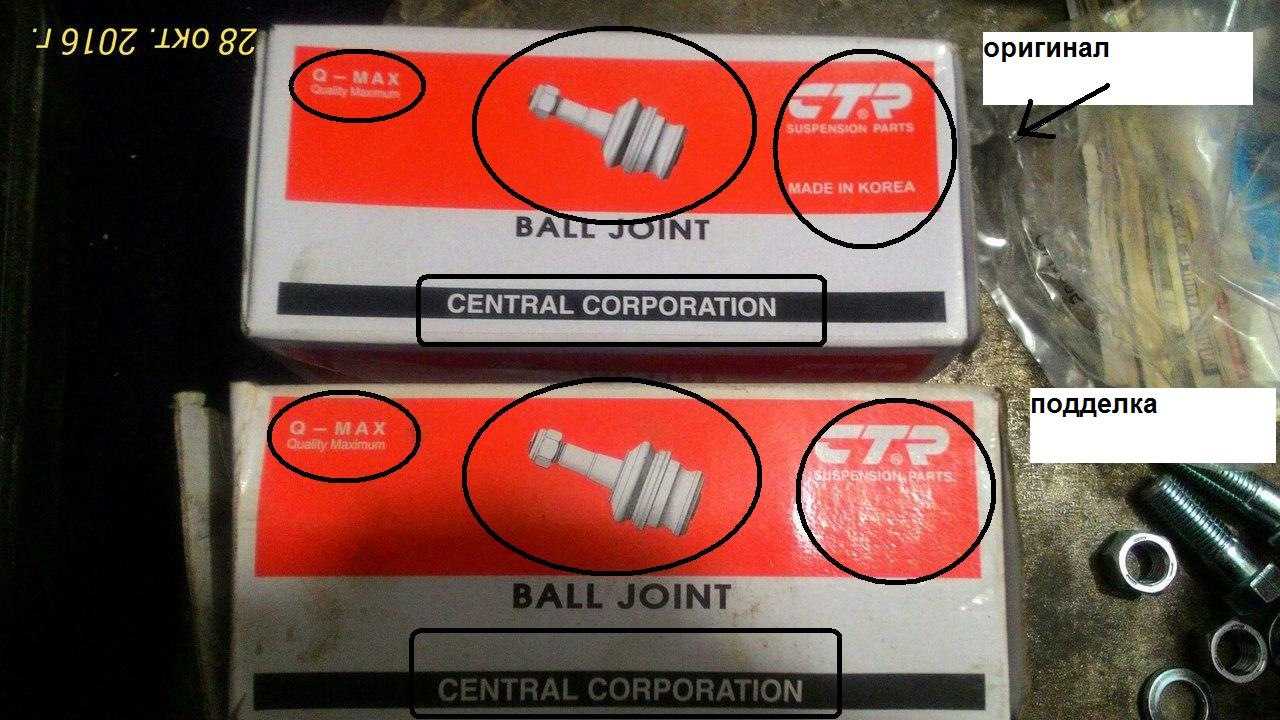 28 окт. 2016 г.
оригинал
Q – MAX
Quality Maximum
CTR®
SUSPENSION PARTS
MADE IN KOREA
BALL JOINT
CENTRAL CORPORATION
подделка
Q – MAX
Quality Maximum
CTR®
SUSPENSION PARTS
BALL JOINT
CENTRAL CORPORATION